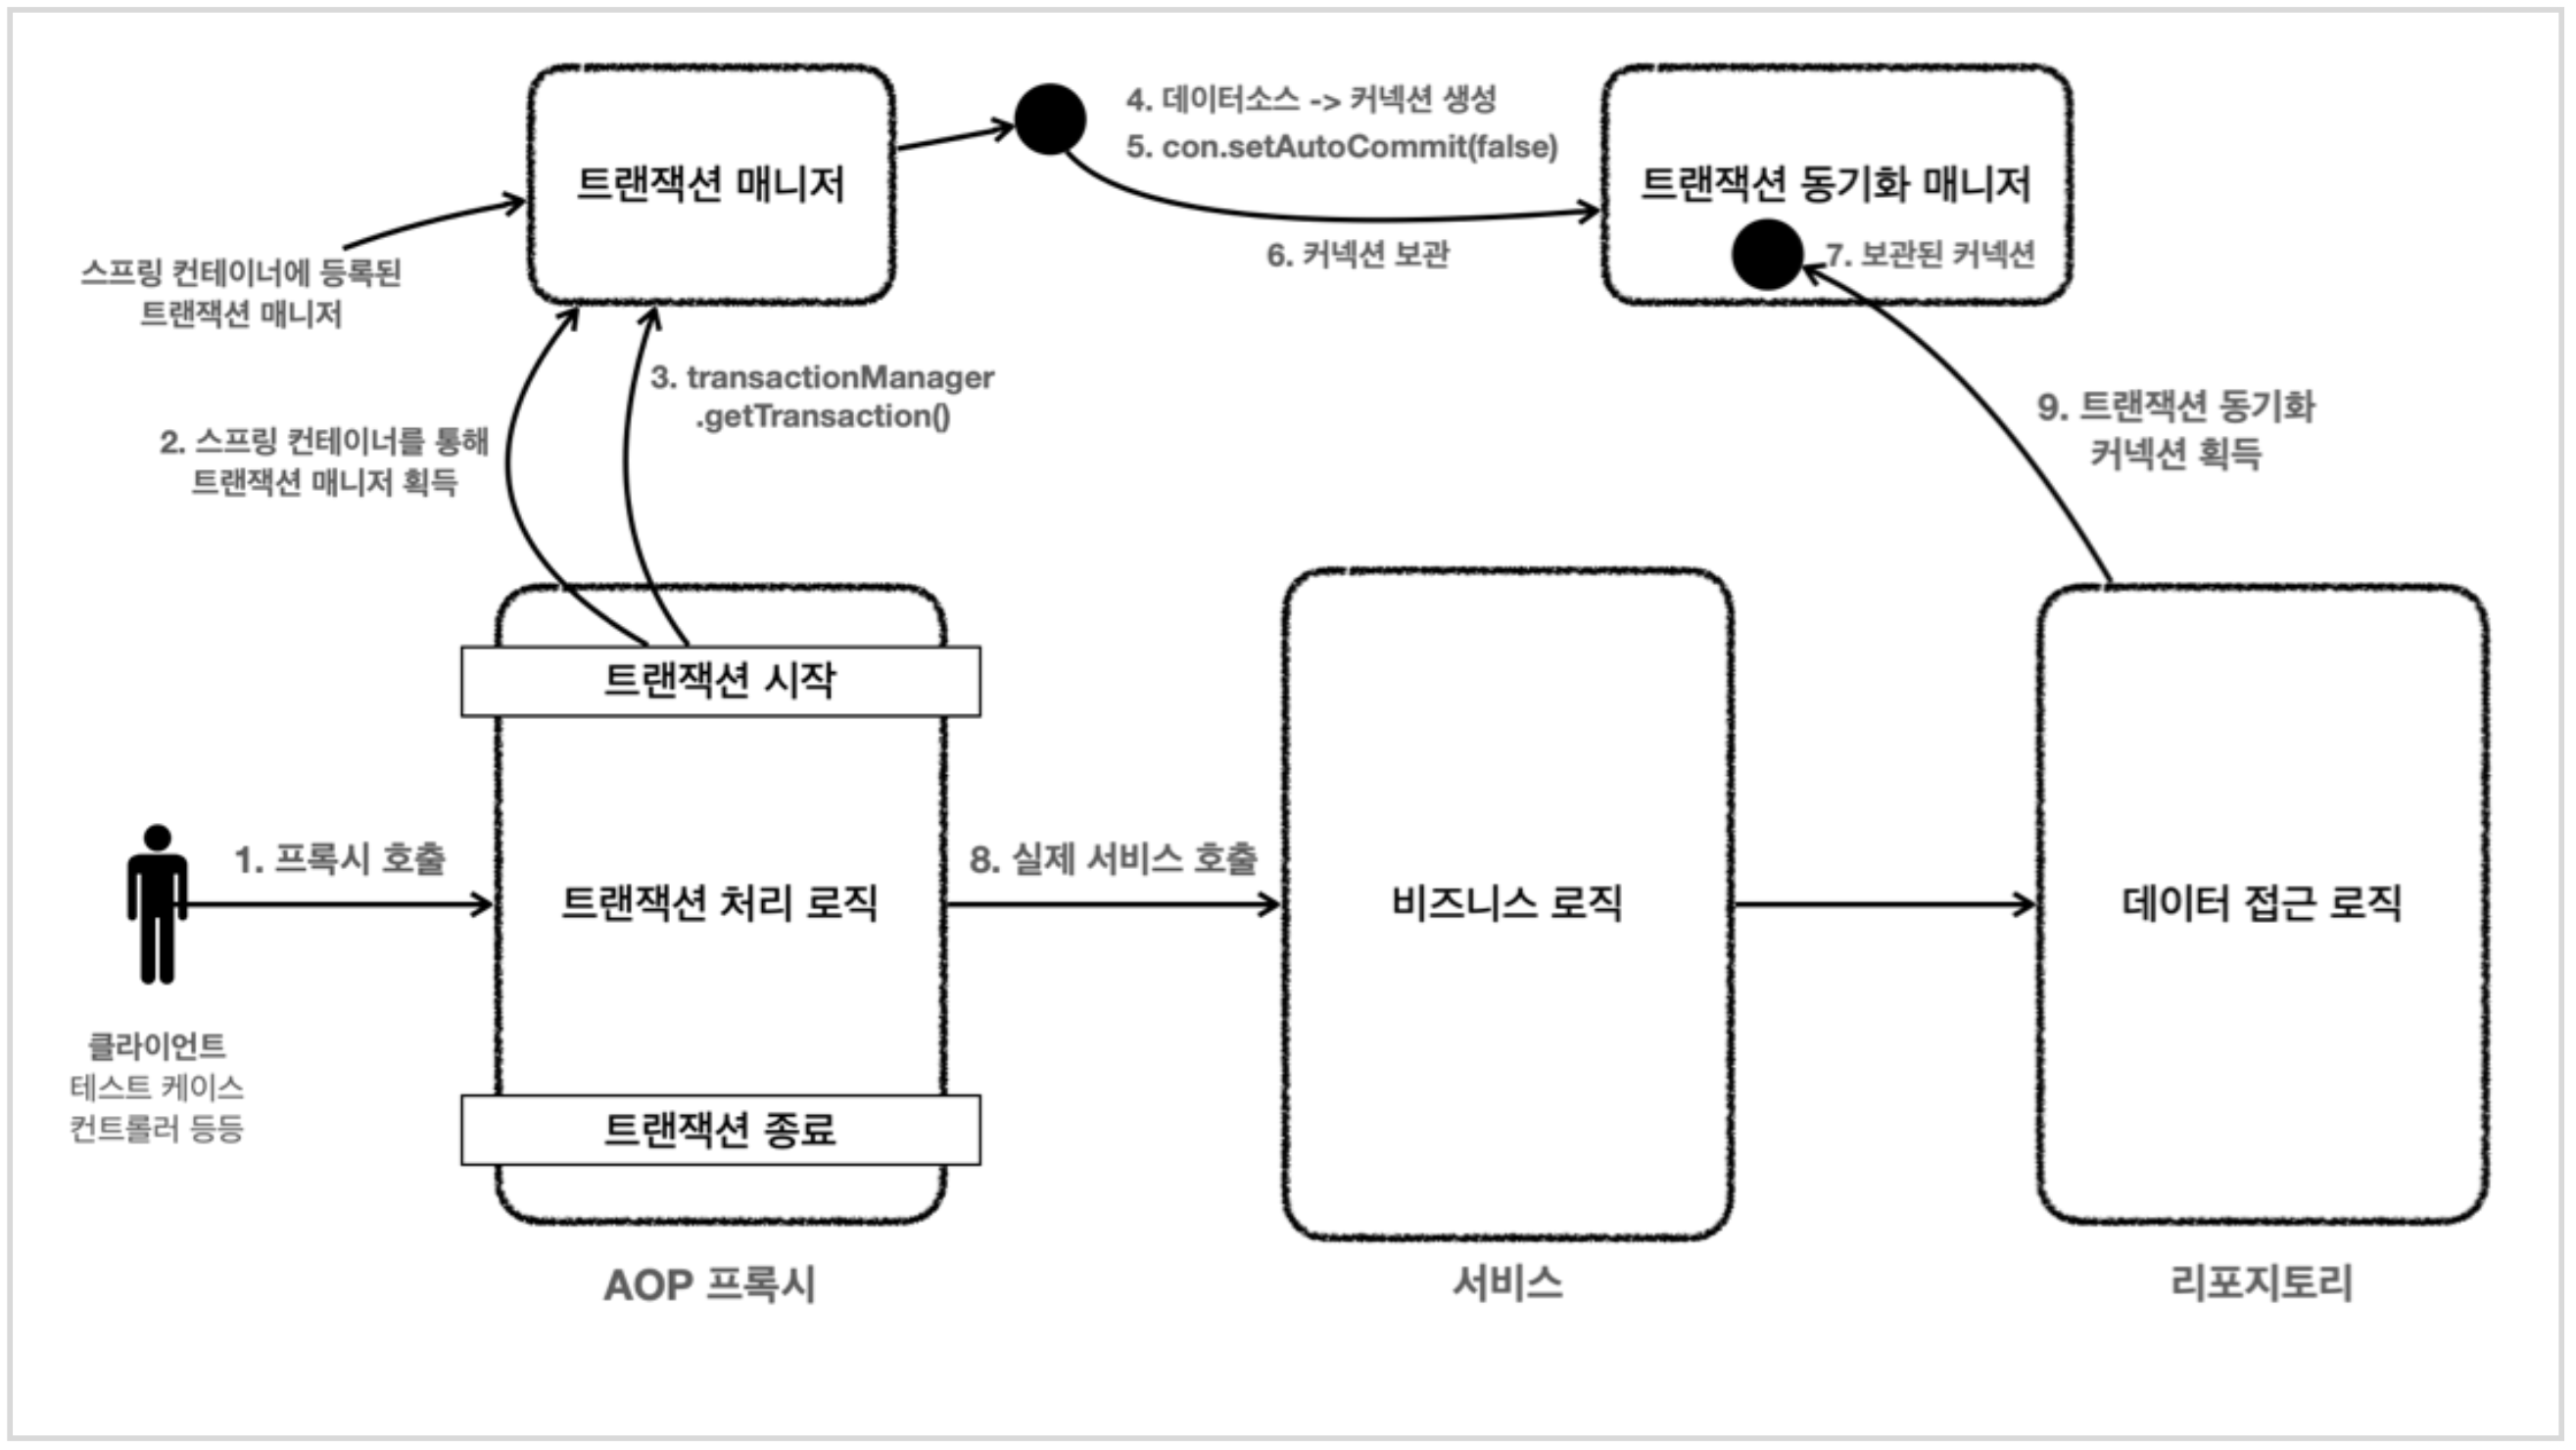 트랜잭션 매니저
4. 데이터소스 -> 커넥션 생성
5. con.setAutoCommit(false)
6. 커넥션 보관
트랜잭션 동기화 매니저
7. 보관된 커넥션
스프링 컨테이너에 등록된
트랜잭션 매니저
2. 스프링 컨테이너를 통해
트랜잭션 매니저 획득
3. transactionManager
.getTransaction()
9. 트랜잭션 동기화
커넥션 획득
트랜잭션 시작
1. 프록시 호출
트랜잭션 처리 로직
8. 실제 서비스 호출
비즈니스 로직
데이터 접근 로직
클라이언트
테스트 케이스
컨트롤러 등등
트랜잭션 종료
AOP 프록시
서비스
리포지토리